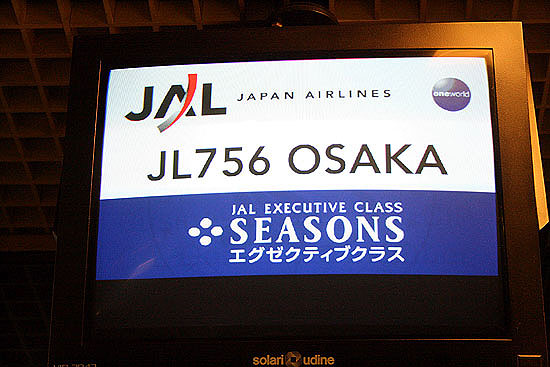 JAL JAPAN AIRLINES oneworld
JL756 OSAKA
JAL EXECUTIVE CLASS
SEASONS
エグゼクティブクラス
solari udine